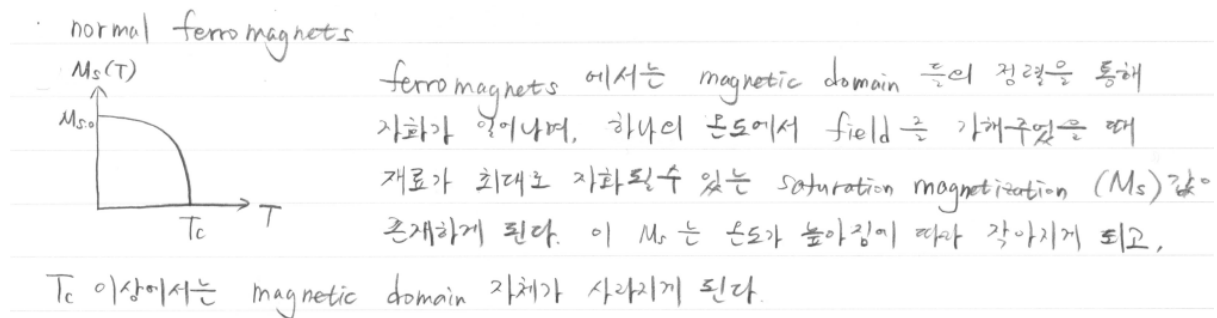 · normal ferromagnets
Ms(T)
Ms.0
Tc
T
ferromagnets 에서는 magnetic domain 들의 정렬을 통해
자화가 일어나며, 하나의 온도에서 field 를 가해주었을 때
재료가 최대로 자화될 수 있는 saturation magnetization (Ms)값이
존재하게 된다. 이 Ms 는 온도가 높아짐에 따라 작아지게 되고,
Tc 이상에서는 magnetic domain 자체가 사라지게 된다.